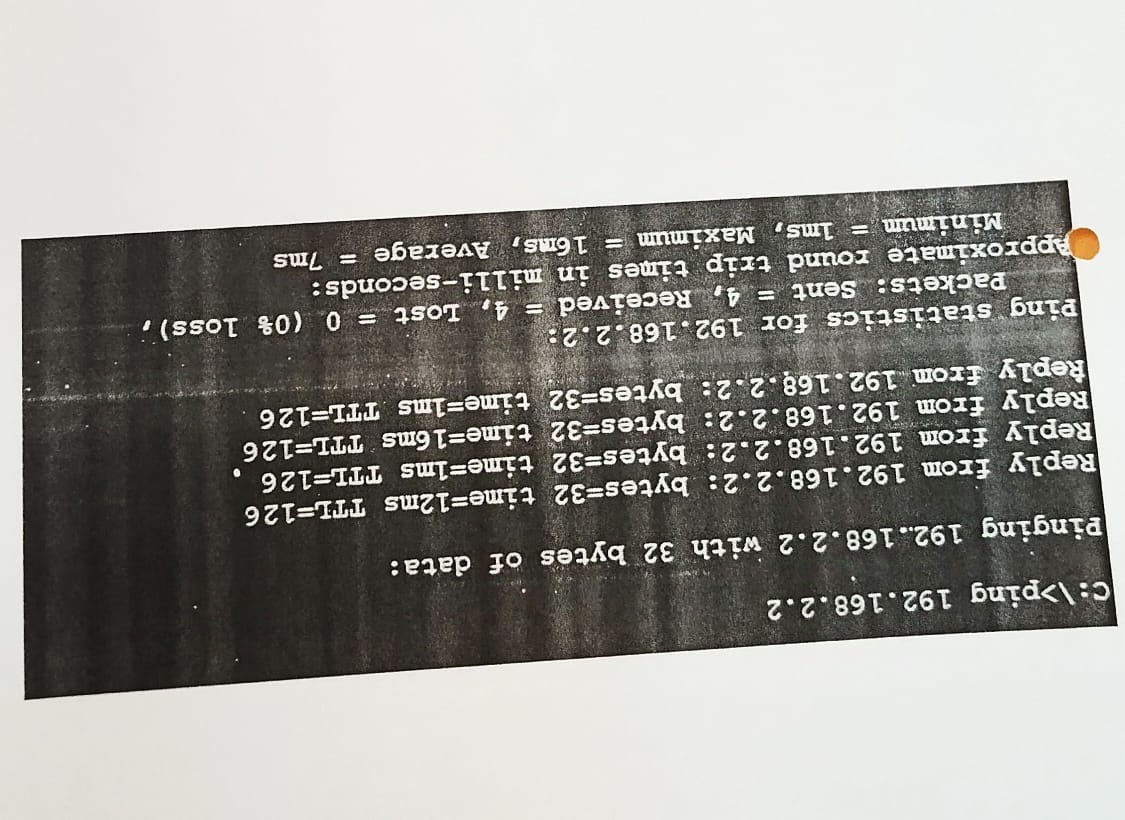 C:\>ping 192.168.2.2
Pinging 192.168.2.2 with 32 bytes of data:
Reply from 192.168.2.2: bytes=32 time=12ms TTL=126
Reply from 192.168.2.2: bytes=32 time=1ms TTL=126
Reply from 192.168.2.2: bytes=32 time=16ms TTL=126
Reply from 192.168.2.2: bytes=32 time=1ms TTL=126
Ping statistics for 192.168.2.2:
Packets: Sent = 4, Received = 4, Lost = 0 (0% loss),
Approximate round trip times in milli-seconds:
Minimum = 1ms, Maximum = 16ms, Average = 7ms